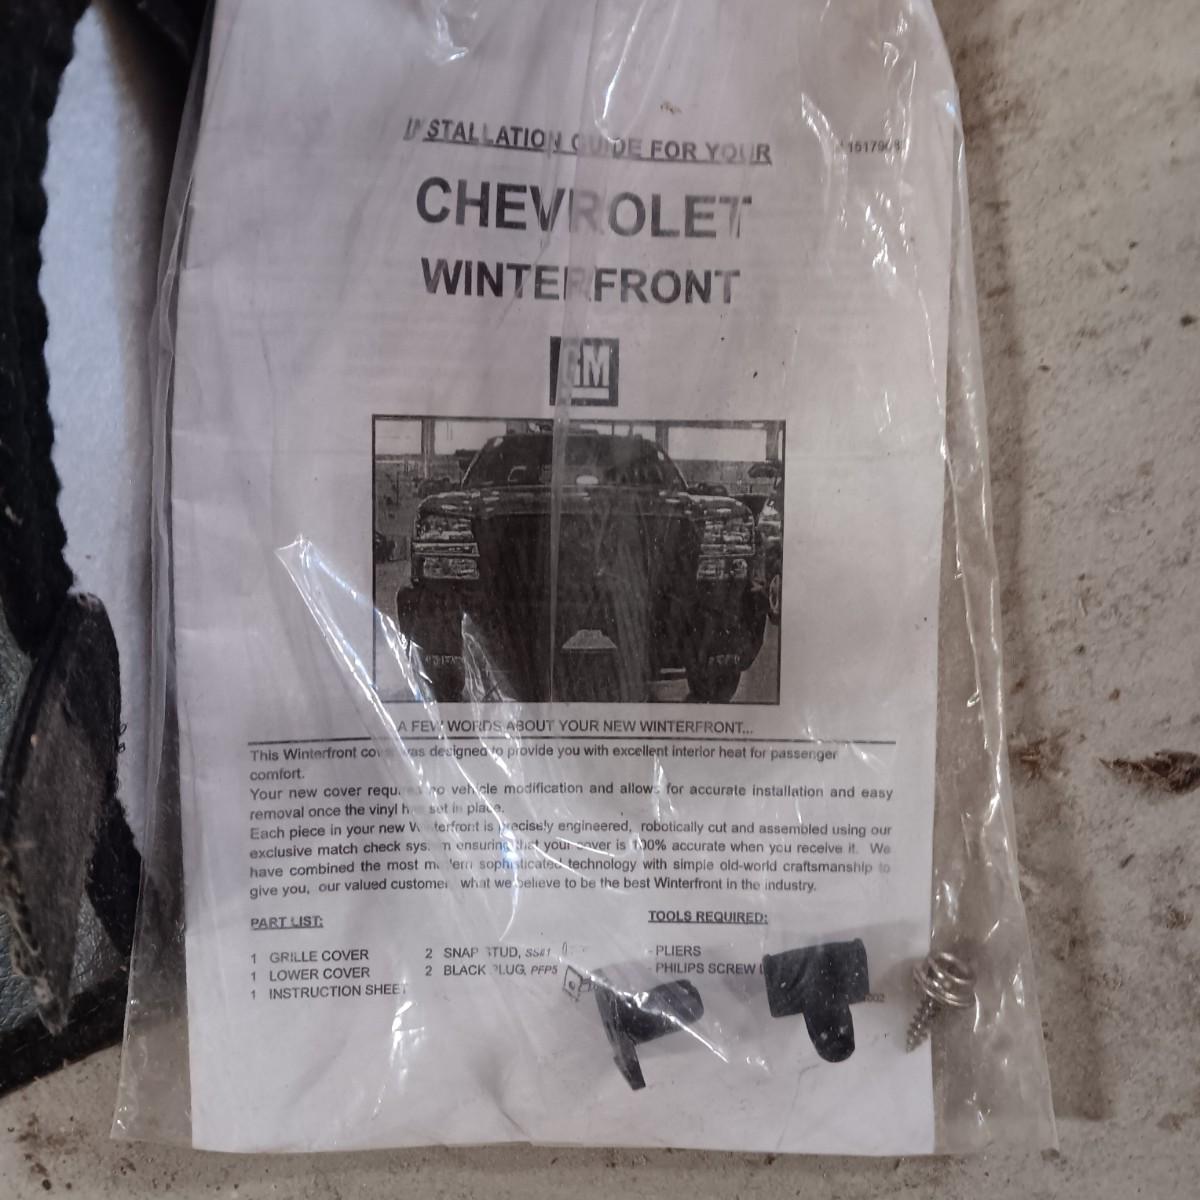 INSTALLATION GUIDE FOR YOUR
CHEVROLET
WINTERFRONT
GM
A FEW WORDS ABOUT YOUR NEW WINTERFRONT...
This Winterfront cover was designed to provide you with excellent interior heat for passenger
comfort.
Your new cover requires no vehicle modification and allows for accurate installation and easy
removal once the vinyl has set in place.
Each piece in your new Winterfront is precisely engineered, robotically cut and assembled using our
exclusive match check system ensuring that your cover is 100% accurate when you receive it. We
have combined the most modern sophisticated technology with simple old-world craftsmanship to
give you, our valued customer what we believe to be the best Winterfront in the industry.
PART LIST:
1 GRILLE COVER
1 LOWER COVER
1 INSTRUCTION SHEET
2 SNAP STUD, SS#1
2 BLACK PLUG, PFP5
TOOLS REQUIRED:
- PLIERS
- PHILIPS